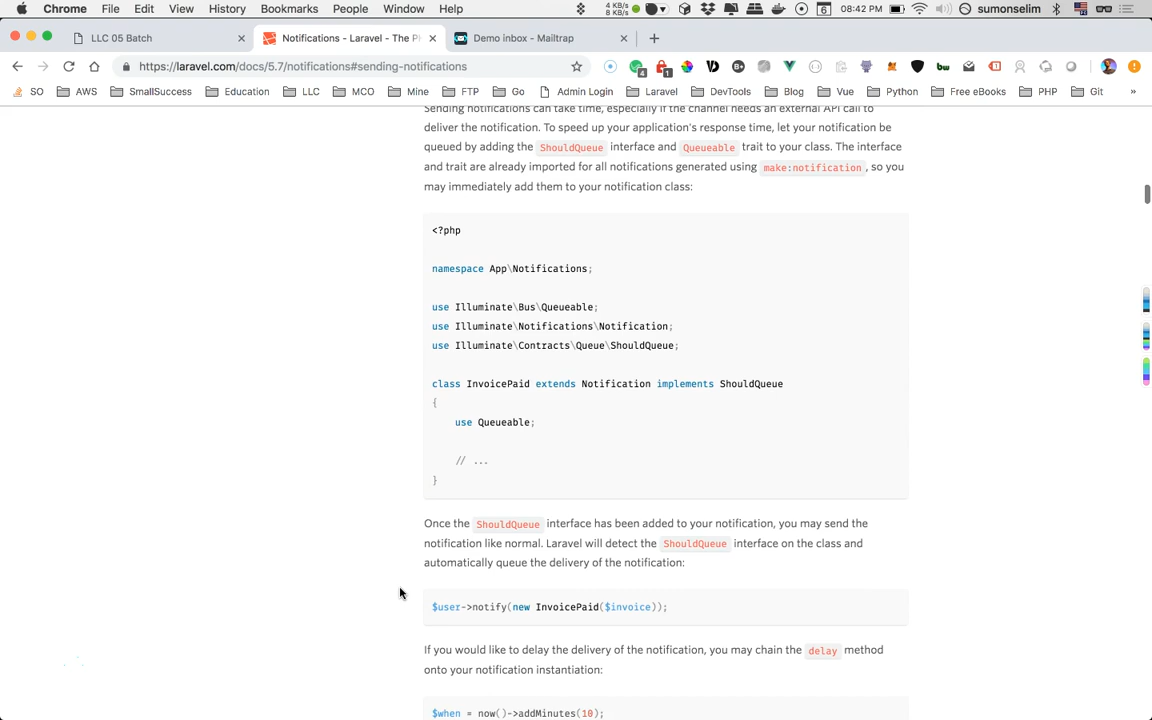 Chrome File Edit View History Bookmarks People Window Help 4 KB/s 8 KB/s 6 08:42 PM sumonselim
LLC 05 Batch Notifications - Laravel - The P Demo inbox - Mailtrap
https://laravel.com/docs/5.7/notifications#sending-notifications
SO AWS SmallSuccess Education LLC MCO Mine FTP Go Admin Login Laravel DevTools Blog Vue Python Free eBooks PHP Git »
Sending notifications can take time, especially if the channel needs an external API call to
deliver the notification. To speed up your application's response time, let your notification be
queued by adding the ShouldQueue interface and Queueable trait to your class. The interface
and trait are already imported for all notifications generated using make:notification, so you
may immediately add them to your notification class:
<?php
namespace App\Notifications;
use Illuminate\Bus\Queueable;
use Illuminate\Notifications\Notification;
use Illuminate\Contracts\Queue\ShouldQueue;
class InvoicePaid extends Notification implements ShouldQueue
{
use Queueable;
// ...
}
Once the ShouldQueue interface has been added to your notification, you may send the
notification like normal. Laravel will detect the ShouldQueue interface on the class and
automatically queue the delivery of the notification:
$user->notify(new InvoicePaid($invoice));
If you would like to delay the delivery of the notification, you may chain the delay method
onto your notification instantiation:
$when = now()->addMinutes(10);